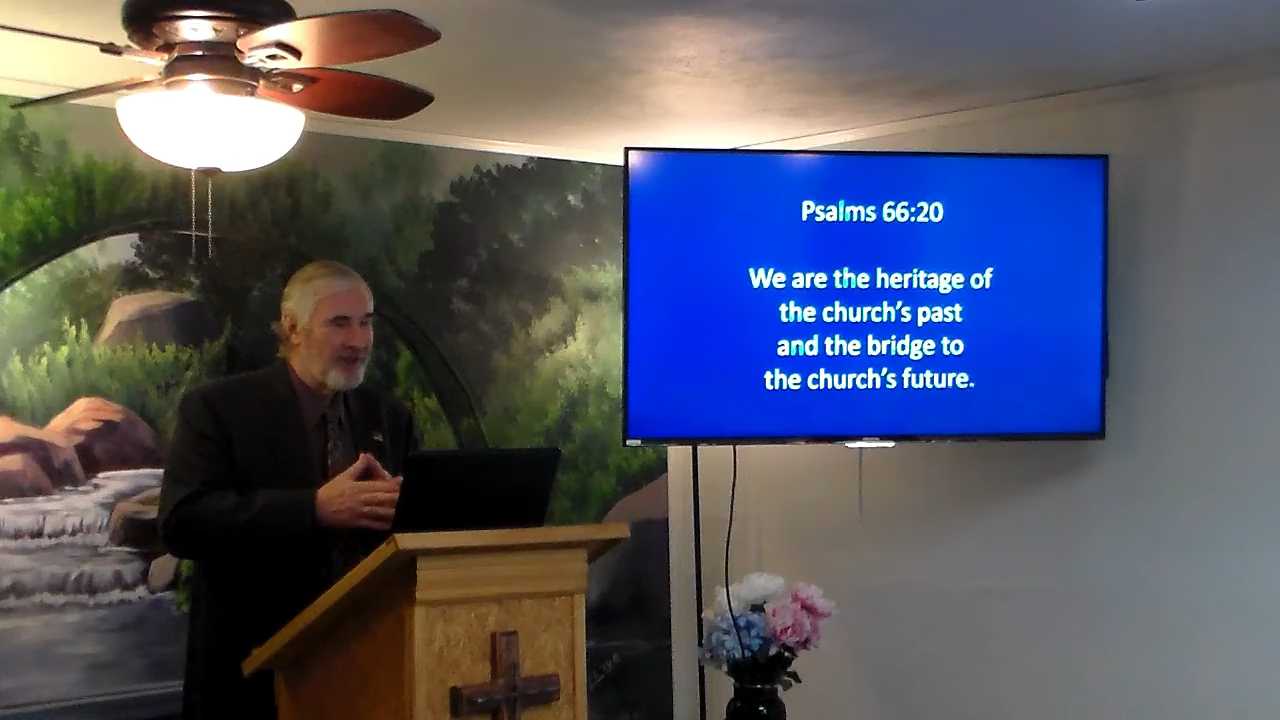 Psalms 66:20
We are the heritage of
the church's past
and the bridge to
the church's future.